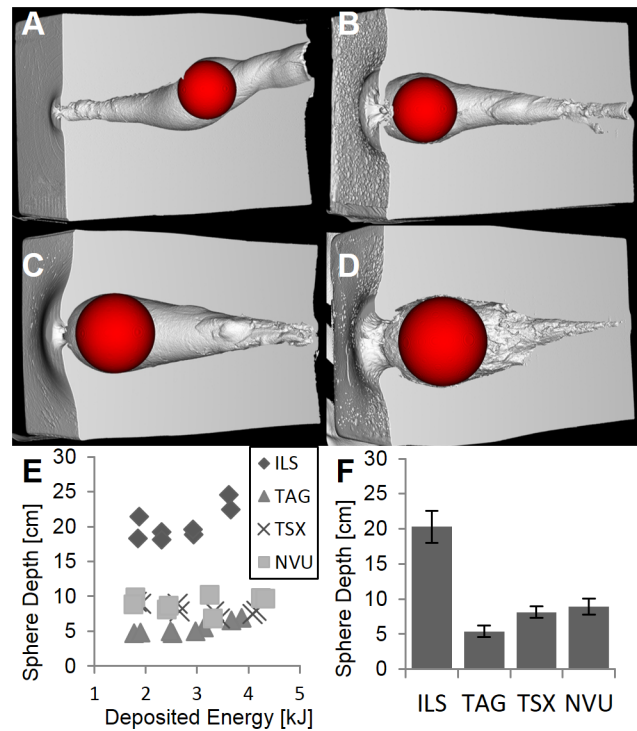 A
B
C
D
E
F
30
25
20
15
10
5
0
Sphere Depth [cm]
1 2 3 4 5
Deposited Energy [kJ]
ILS
TAG
TSX
NVU
30
25
20
15
10
5
0
Sphere Depth [cm]
ILS TAG TSX NVU